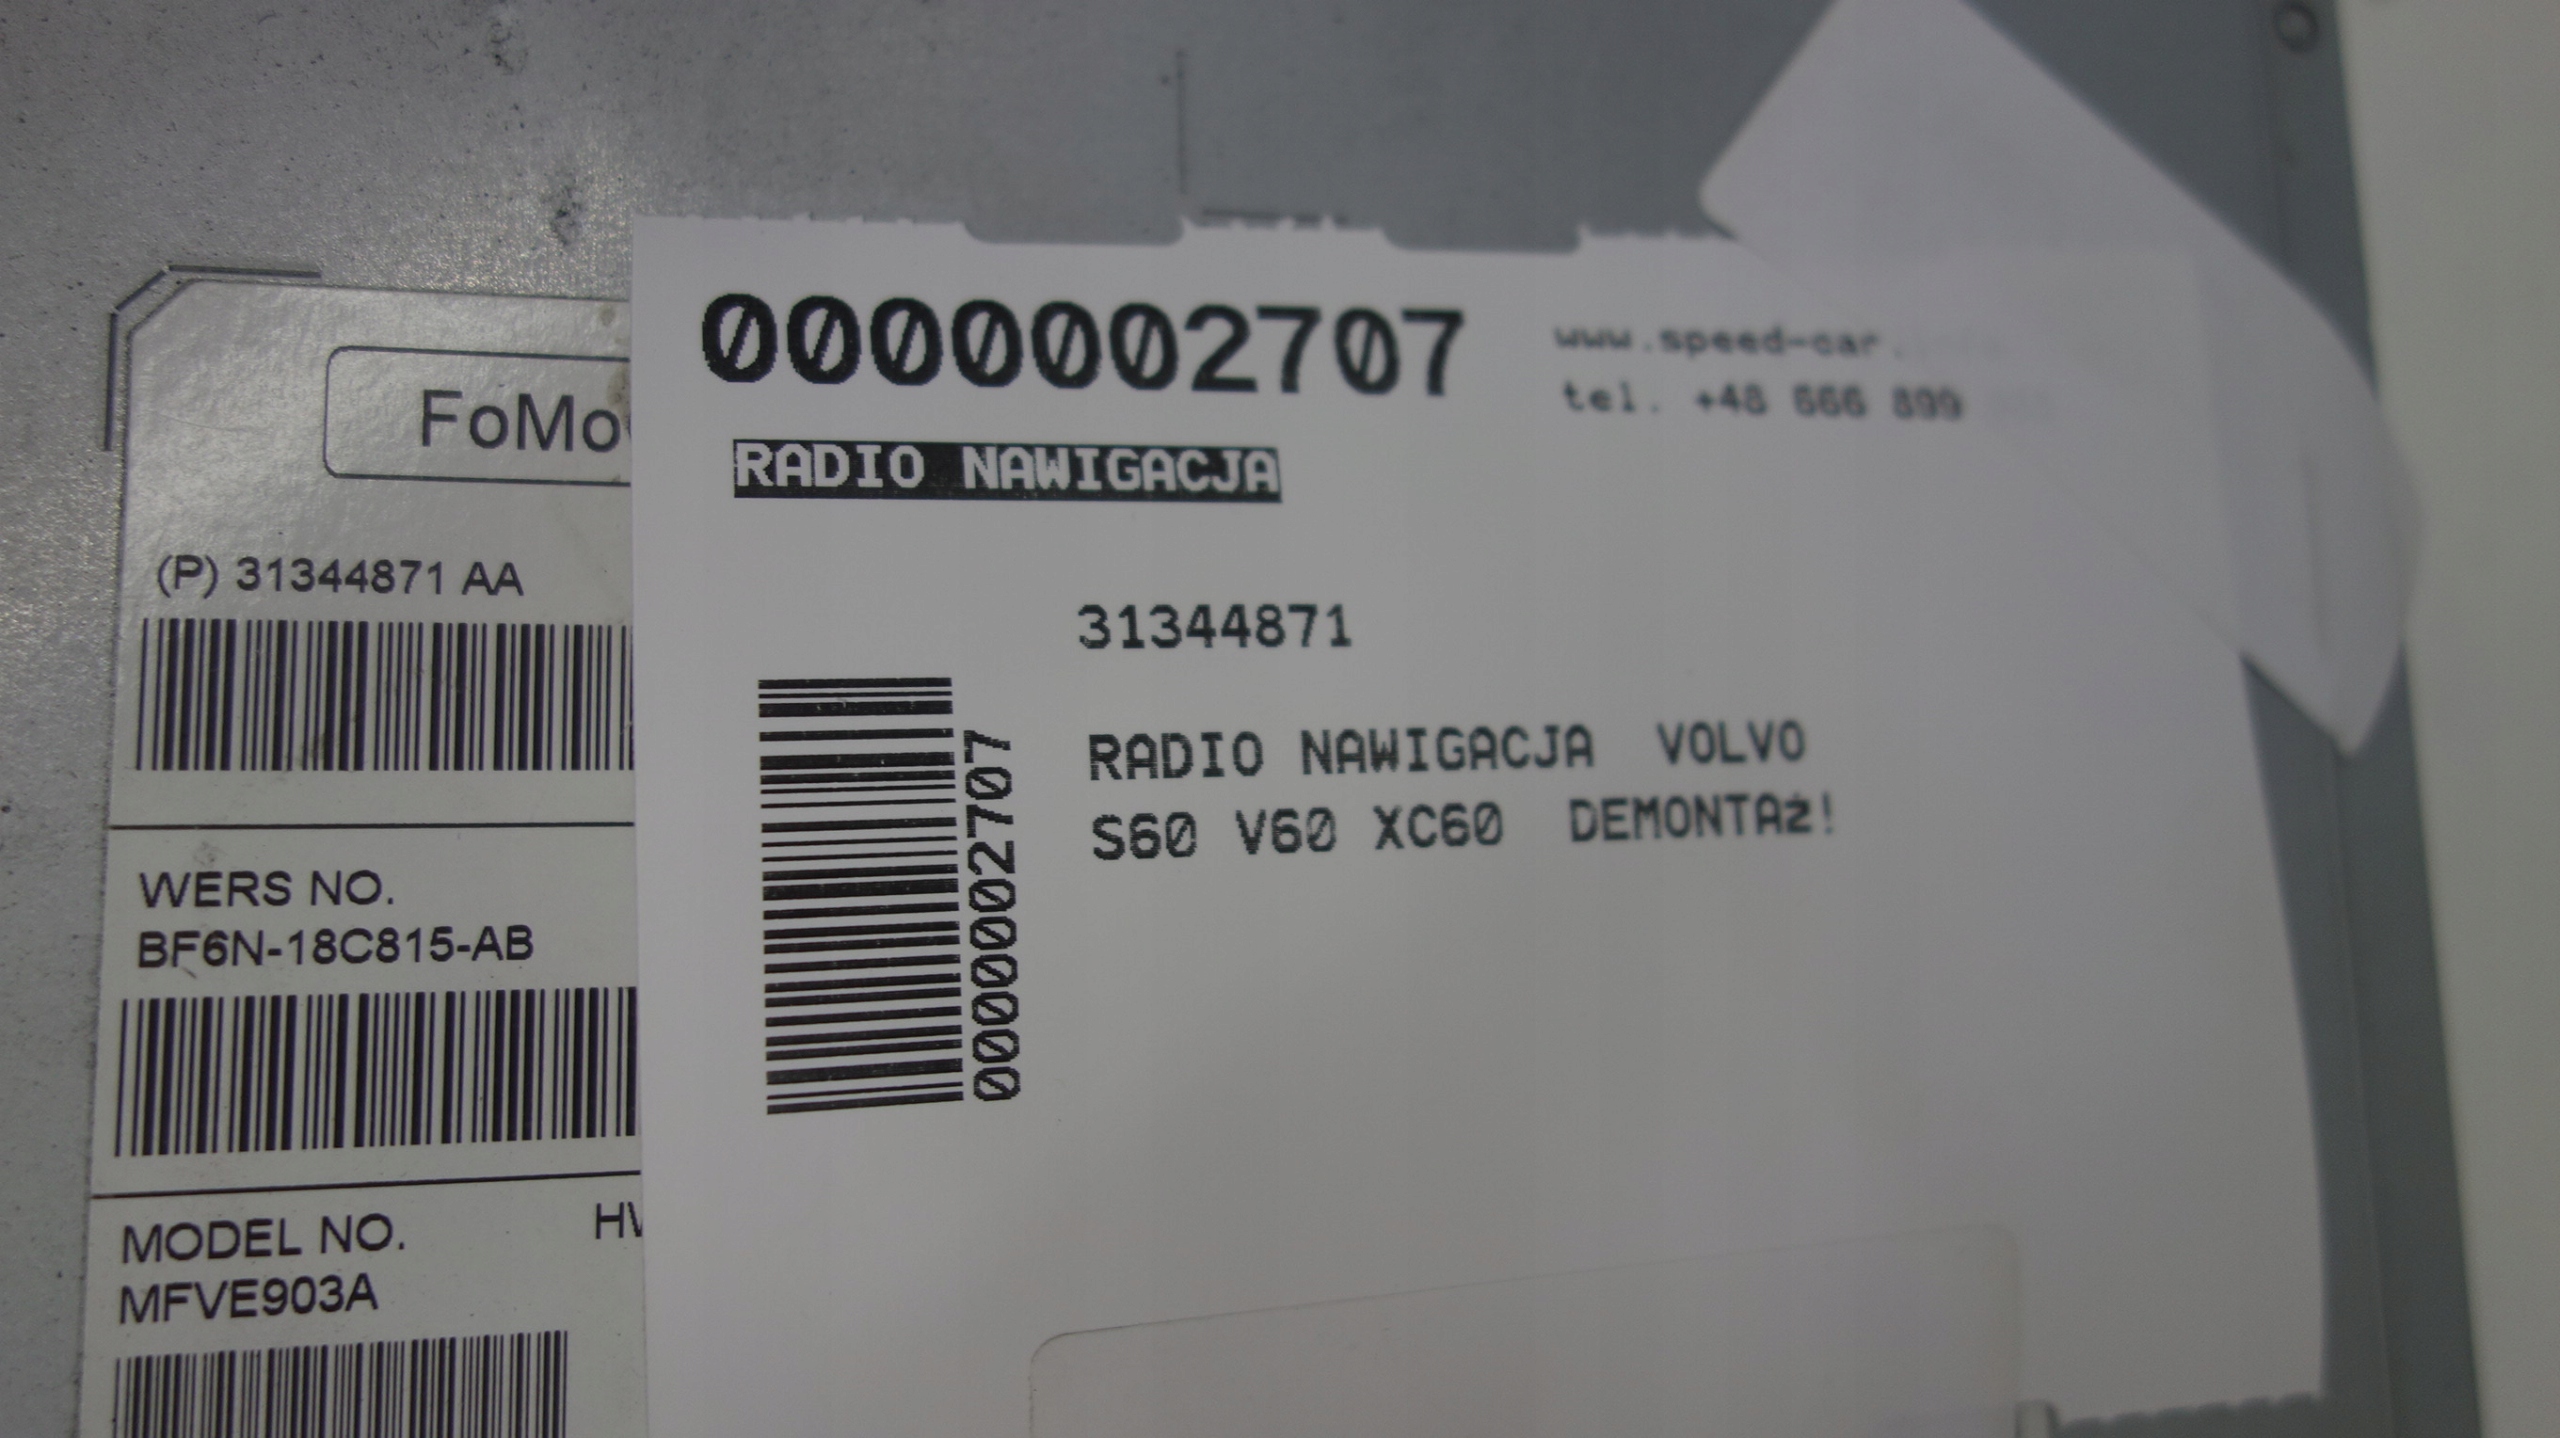 FoMo
(P) 31344871 AA
WERS NO.
BF6N-18C815-AB
MODEL NO.
MFVE903A
0000002707
www.speed-car.
tel. +48 666 899
RADIO NAWIGACJA
31344871
0000002707
RADIO NAWIGACJA VOLVO
S60 V60 XC60 DEMONTAż!